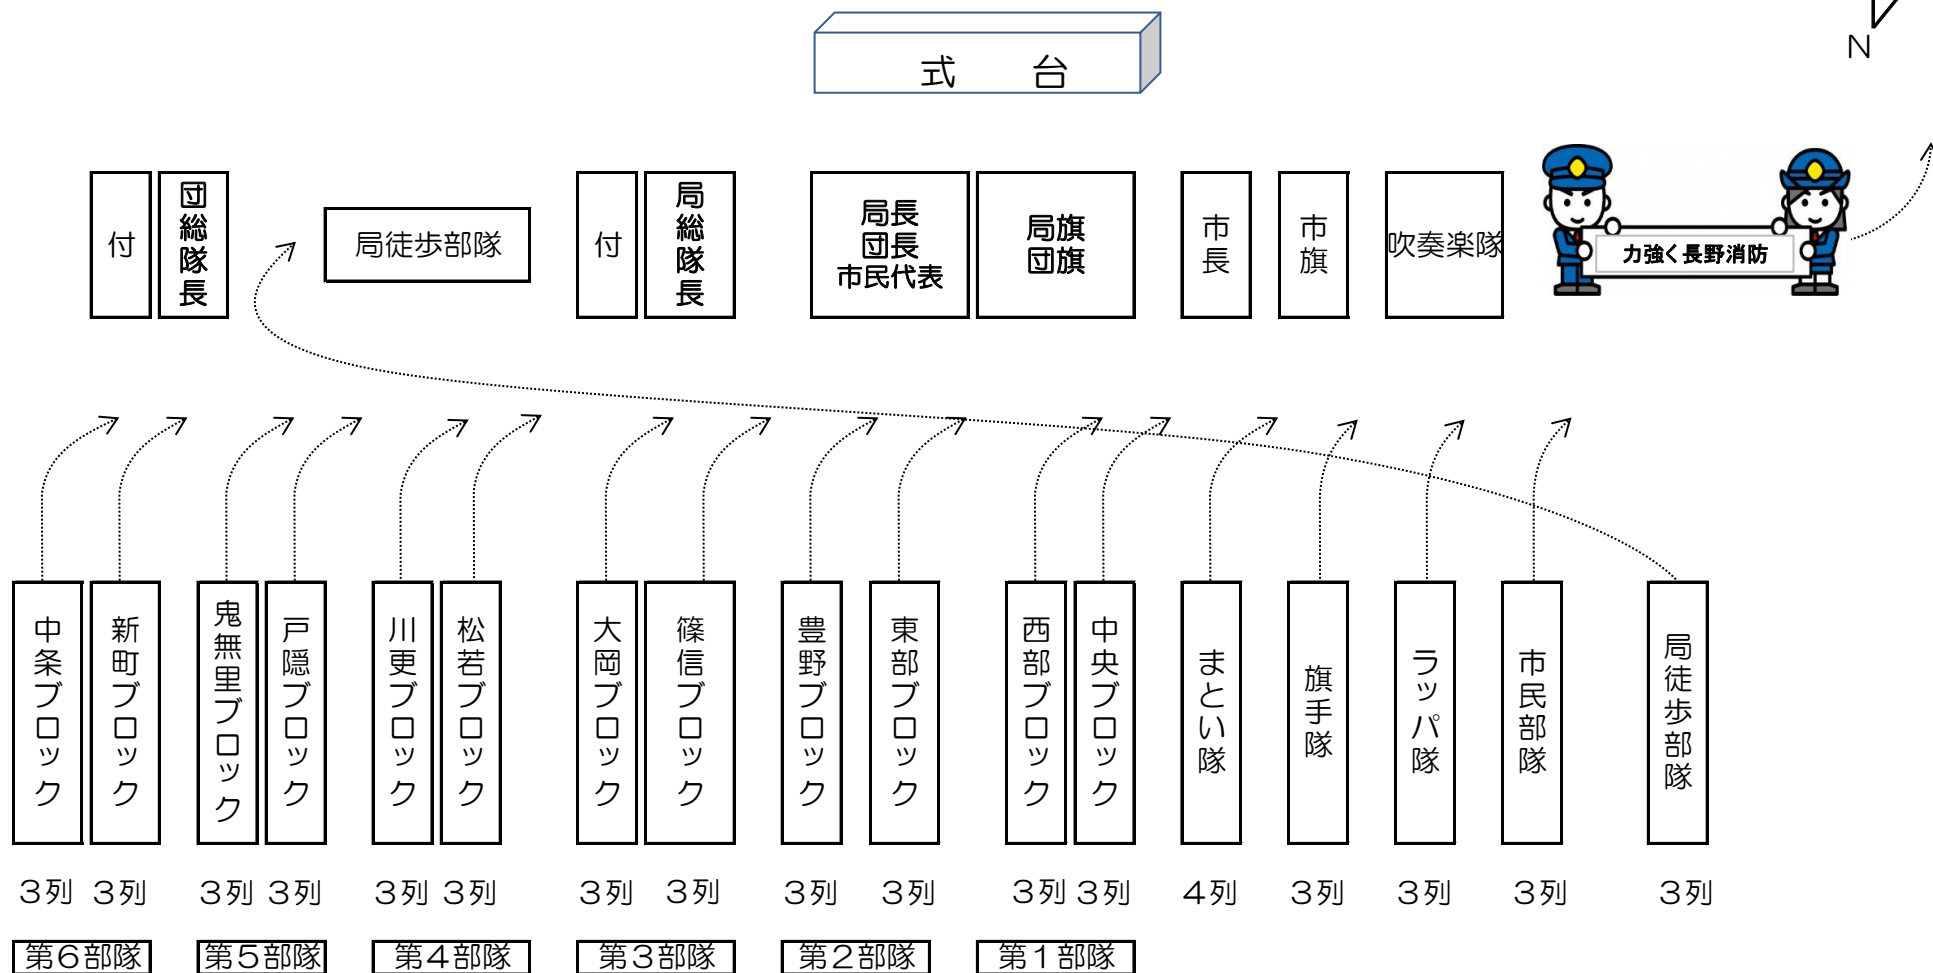 N
式 台
付
団総隊長
局徒歩部隊
付
局総隊長
局長
団長
市民代表
局旗
団旗
市長
市旗
吹奏楽隊
力強く長野消防
中条ブロック
新町ブロック
鬼無里ブロック
戸隠ブロック
川更ブロック
松若ブロック
大岡ブロック
篠信ブロック
豊野ブロック
東部ブロック
西部ブロック
中央ブロック
まとい隊
旗手隊
ラッパ隊
市民部隊
局徒歩部隊
3列 3列 3列 3列 3列 3列 3列 3列 3列 3列 3列 3列 4列 3列 3列 3列 3列
第6部隊 第5部隊 第4部隊 第3部隊 第2部隊 第1部隊